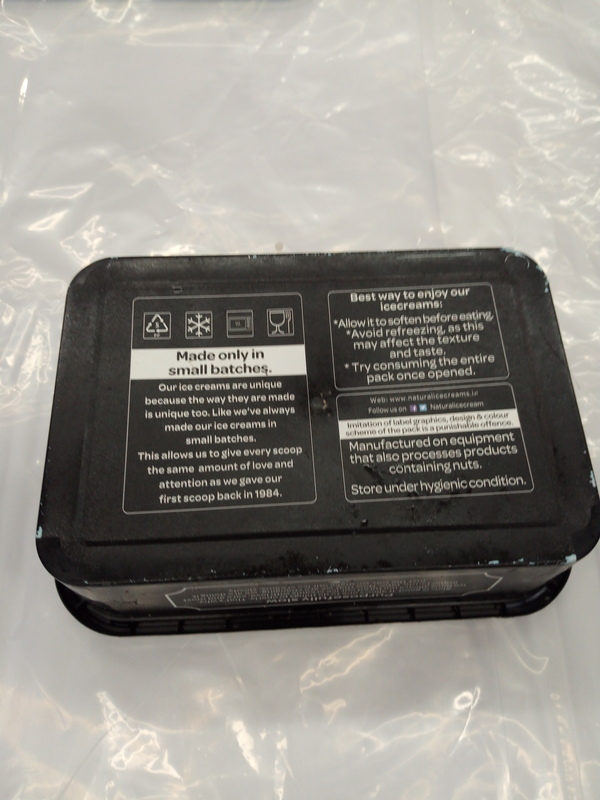 Made only in
small batches.
Our ice creams are unique
because the way they are made
is unique too. Like we've always
made our ice creams in
small batches.
This allows us to give every scoop
the same amount of love and
attention as we gave our
first scoop back in 1984.
Best way to enjoy our
icecreams:
*Allow it to soften before eating.
*Avoid refreezing, as this
may affect the texture
and taste.
* Try consuming the entire
pack once opened.
Web: www.naturalicecreams.in
Follow us on Naturalicecream
Imitation of label graphics, design & colour
scheme of the pack is a punishable offence.
Manufactured on equipment
that also processes products
containing nuts.
Store under hygienic condition.